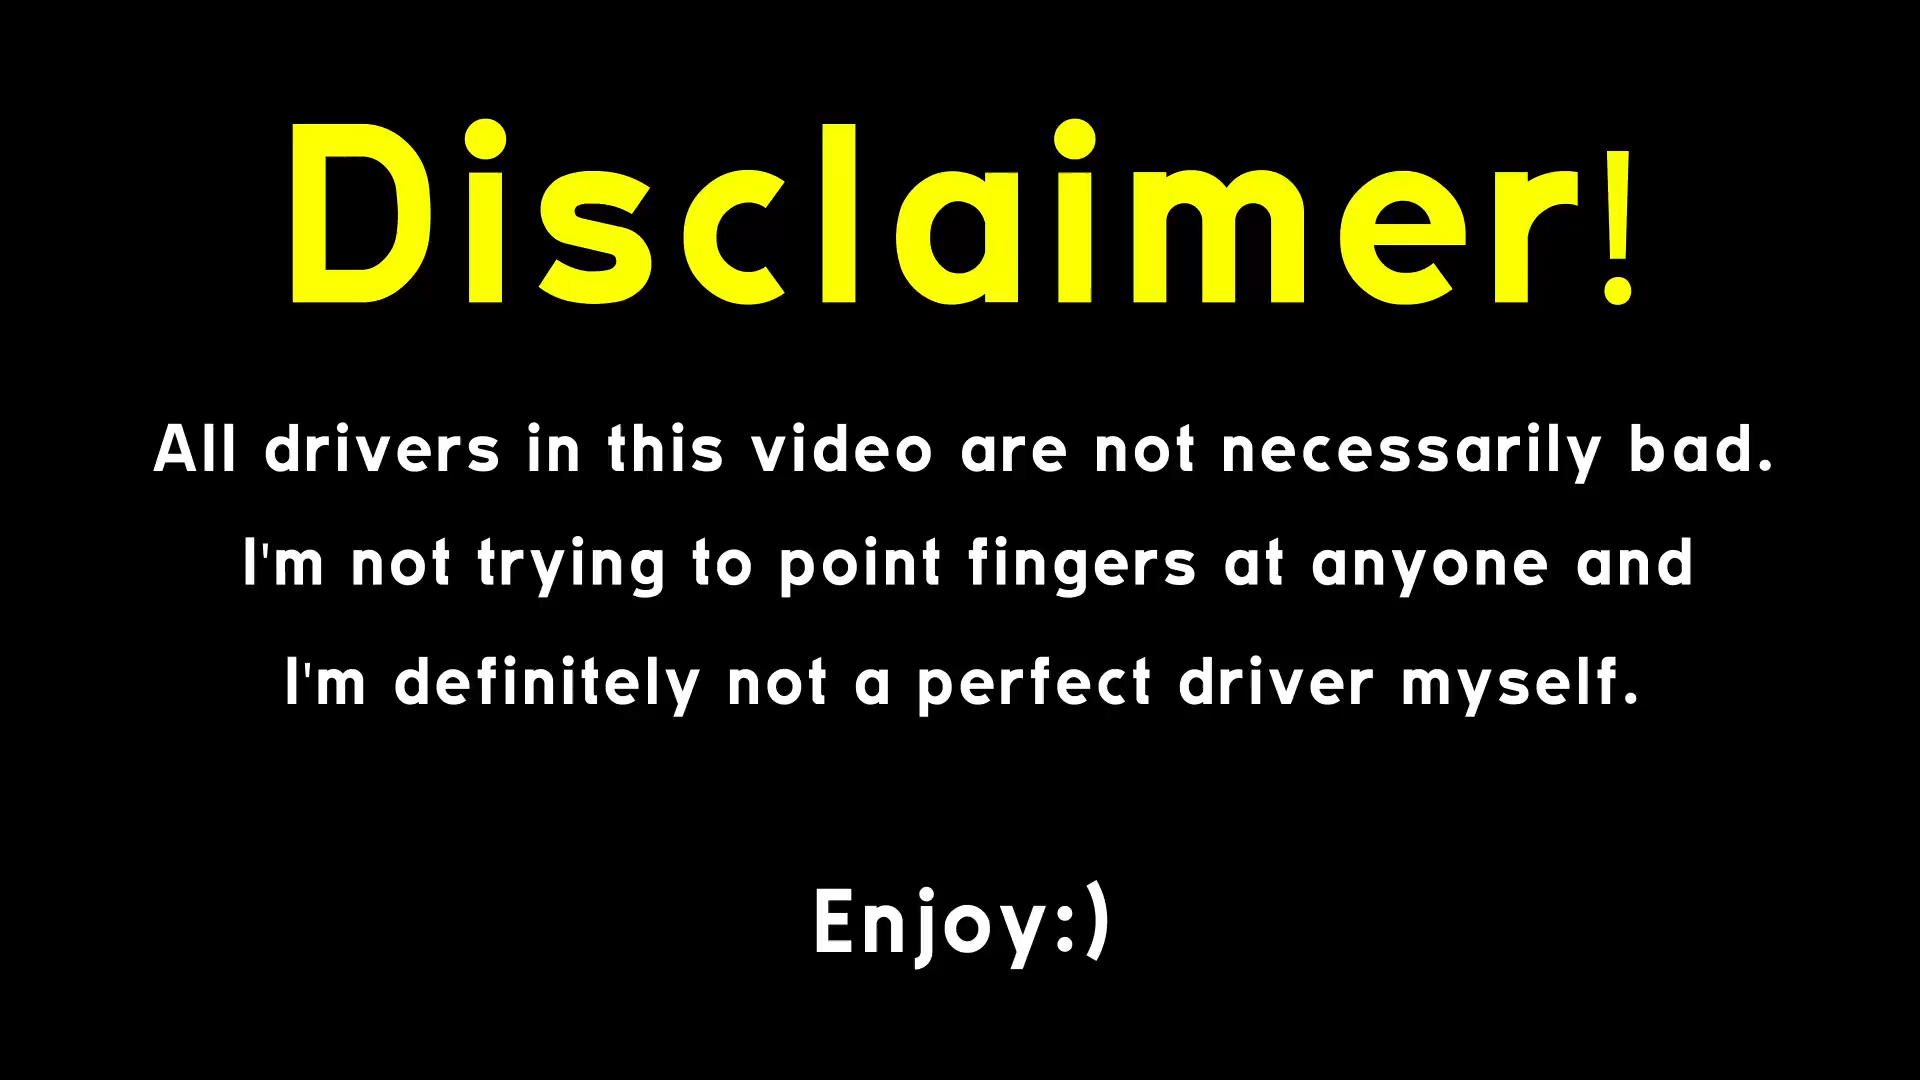 Disclaimer!
All drivers in this video are not necessarily bad.
I'm not trying to point fingers at anyone and
I'm definitely not a perfect driver myself.
Enjoy:)